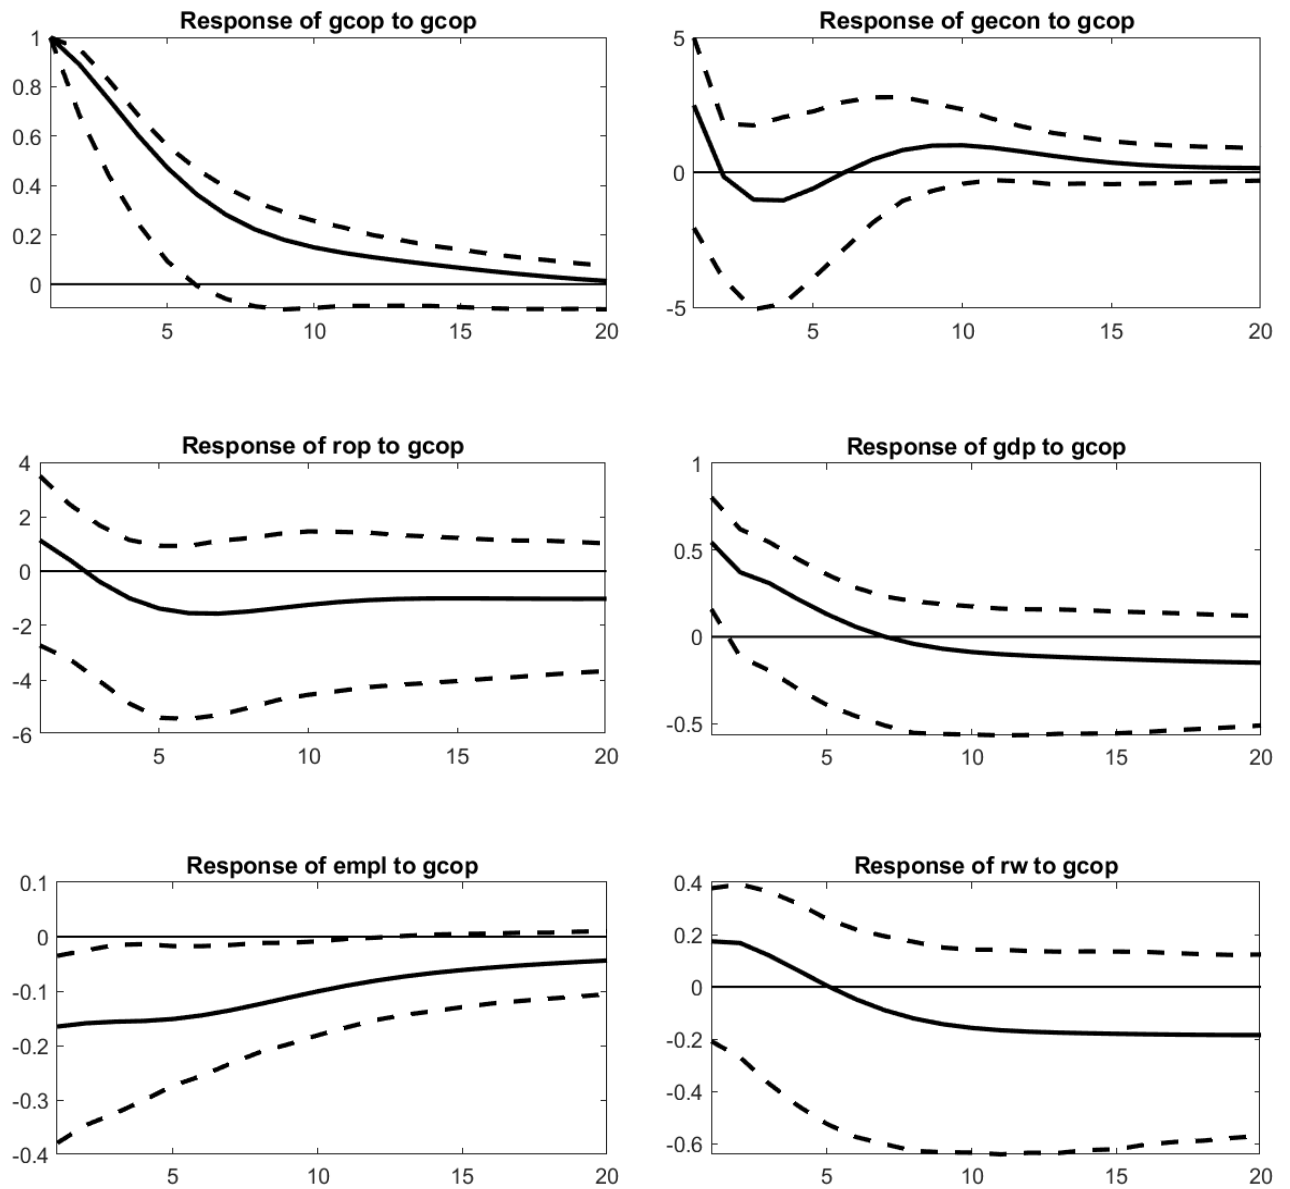 Response of gcop to gcop
1
0.8
0.6
0.4
0.2
0
5 10 15 20
Response of gecon to gcop
5
0
-5
5 10 15 20
Response of rop to gcop
4
2
0
-2
-4
-6
5 10 15 20
Response of gdp to gcop
1
0.5
0
-0.5
5 10 15 20
Response of empl to gcop
0.1
0
-0.1
-0.2
-0.3
-0.4
5 10 15 20
Response of rw to gcop
0.4
0.2
0
-0.2
-0.4
-0.6
5 10 15 20